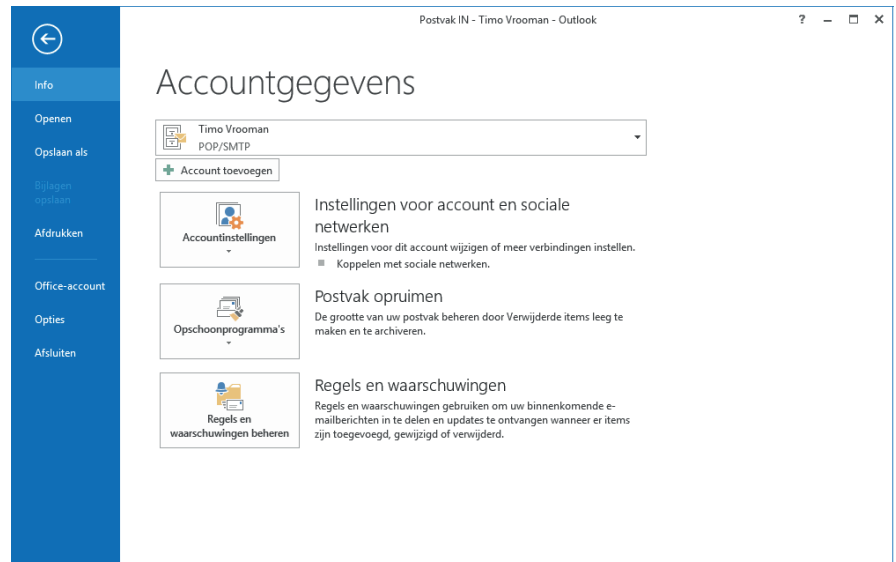 Postvak IN - Timo Vrooman - Outlook
?
Info
Openen
Opslaan als
Bijlagen
opslaan
Afdrukken
Office-account
Opties
Afsluiten
Accountgegevens
Timo Vrooman
POP/SMTP
Account toevoegen
Accountinstellingen
Instellingen voor account en sociale
netwerken
Instellingen voor dit account wijzigen of meer verbindingen instellen.
Koppelen met sociale netwerken.
Opschoonprogramma's
Postvak opruimen
De grootte van uw postvak beheren door Verwijderde items leeg te
maken en te archiveren.
Regels en
waarschuwingen beheren
Regels en waarschuwingen
Regels en waarschuwingen gebruiken om uw binnenkomende e-
mailberichten in te delen en updates te ontvangen wanneer er items
zijn toegevoegd, gewijzigd of verwijderd.